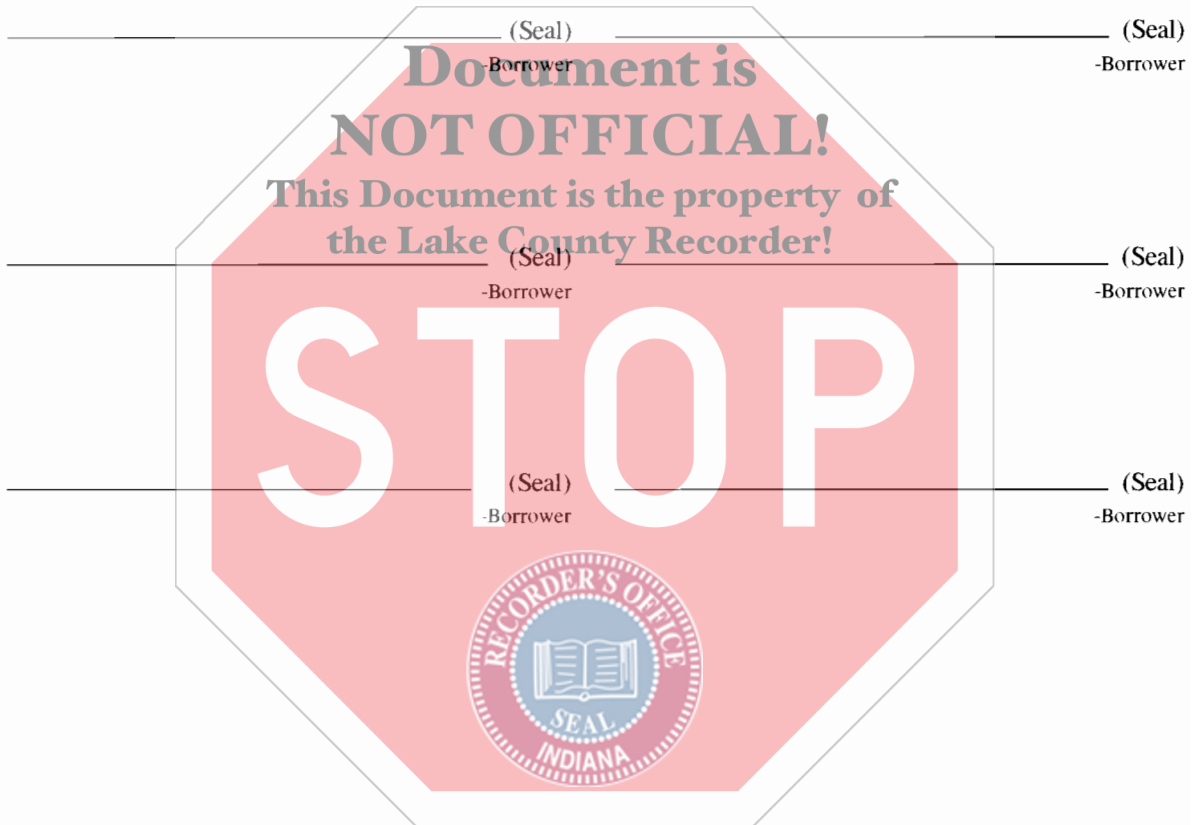 (Seal) (Seal)
-Borrower -Borrower
Document is
NOT OFFICIAL!
This Document is the property of
the Lake County Recorder!
(Seal) (Seal)
-Borrower -Borrower
STOP
(Seal) (Seal)
-Borrower -Borrower
RECORDER'S OFFICE
SEAL
INDIANA